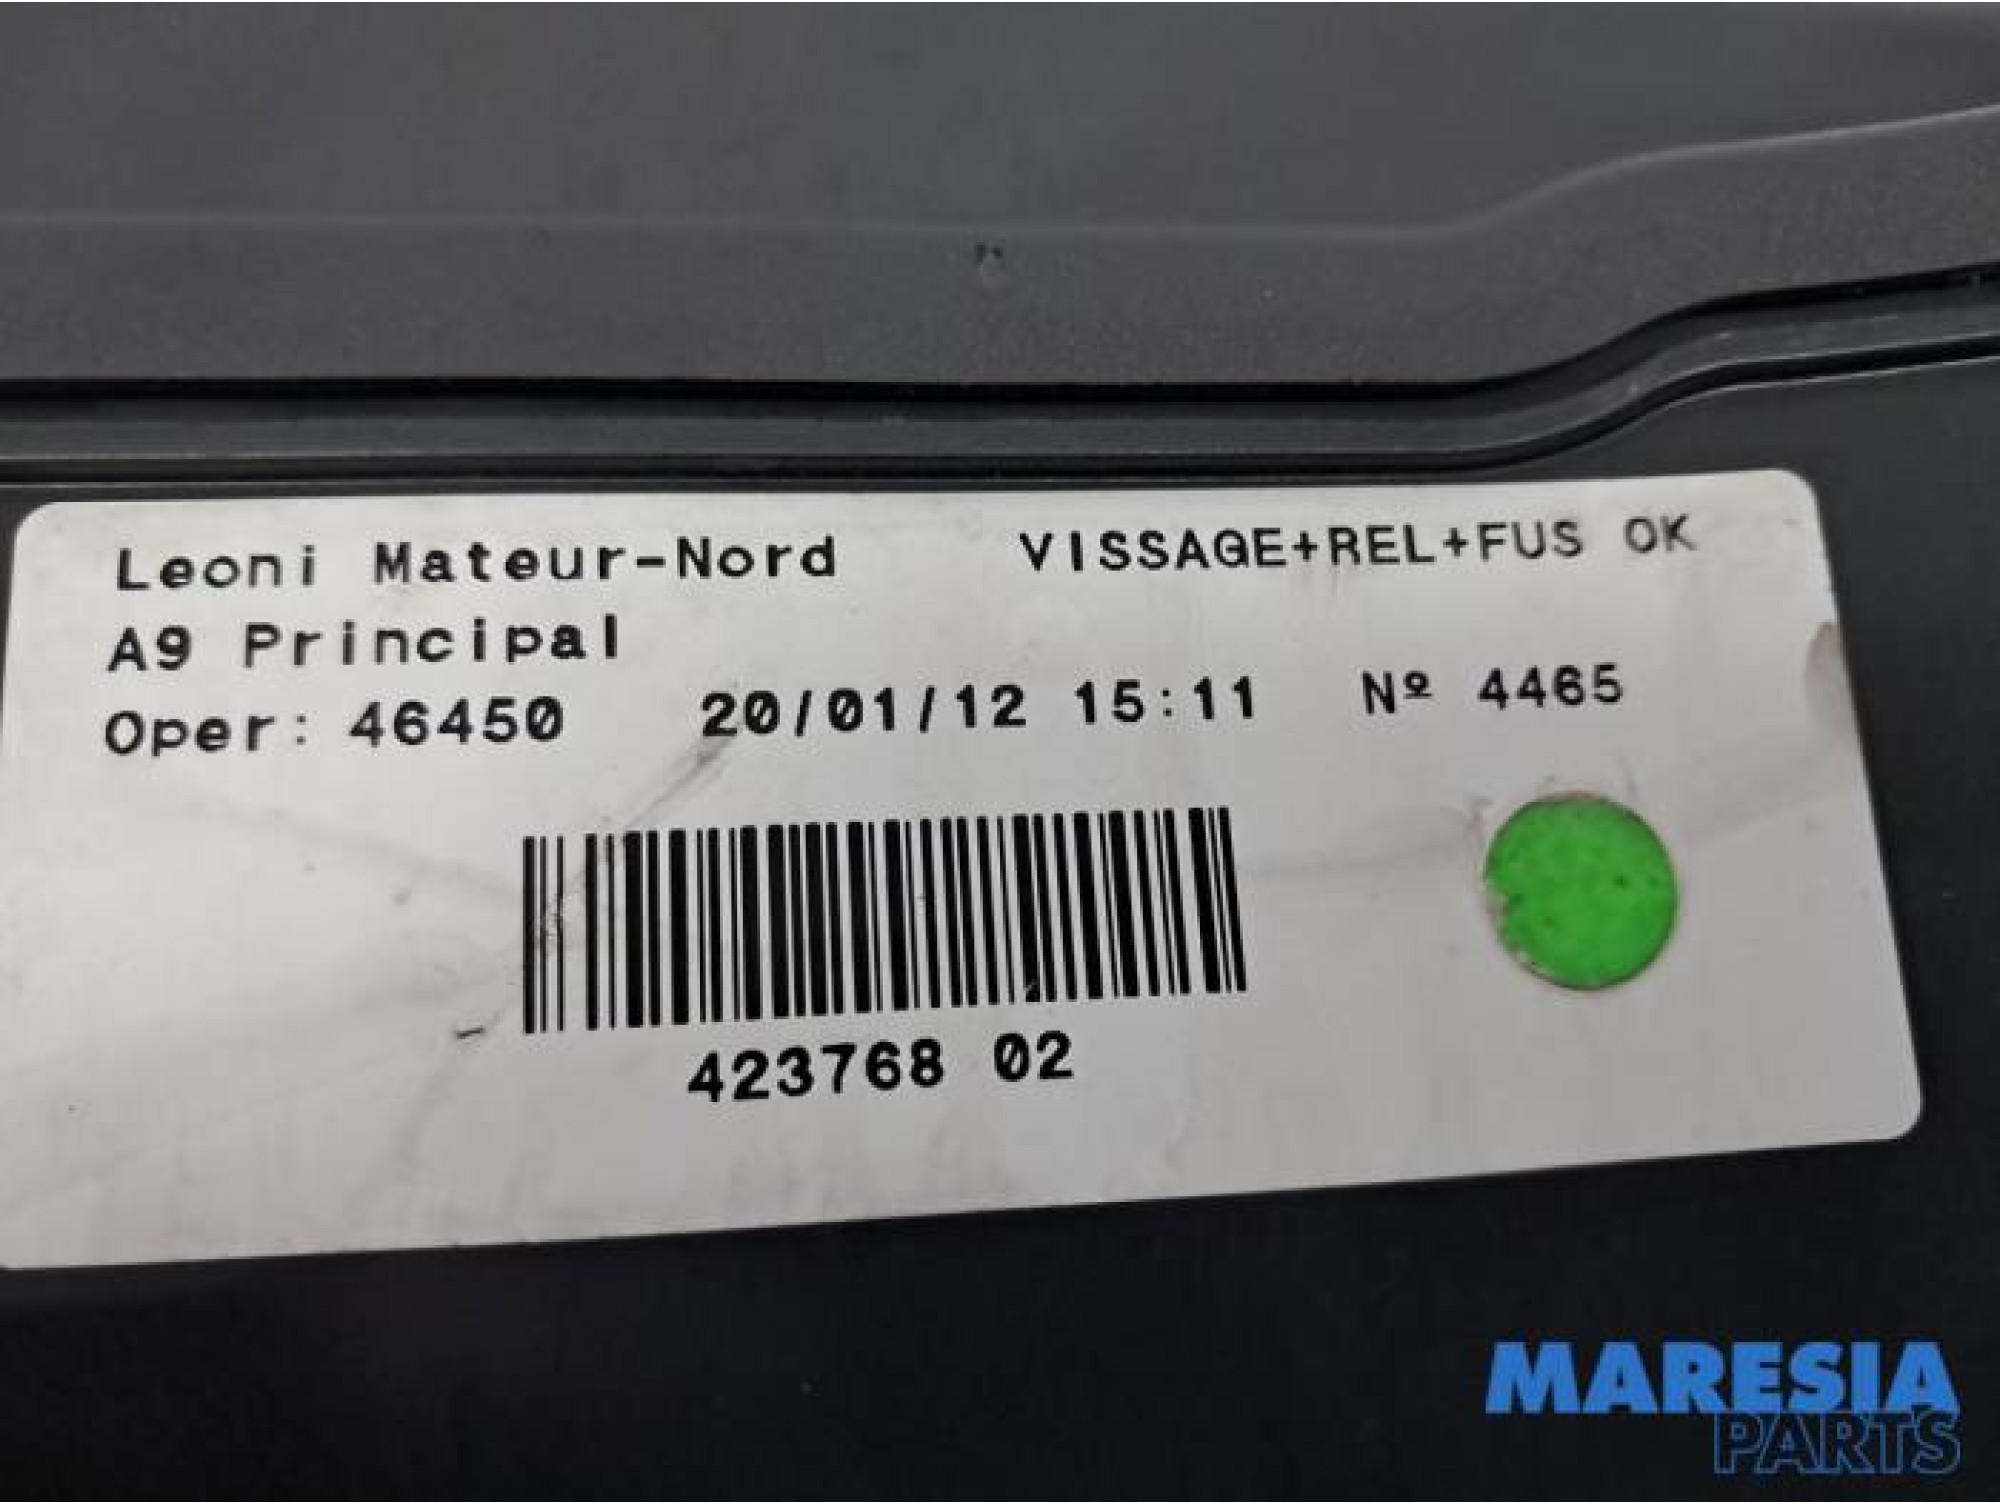 Leoni Mateur-Nord VISSAGE+REL+FUS OK
A9 Principal
Oper: 46450 20/01/12 15:11 Nº 4465
423768 02
MARESIA
PARTS